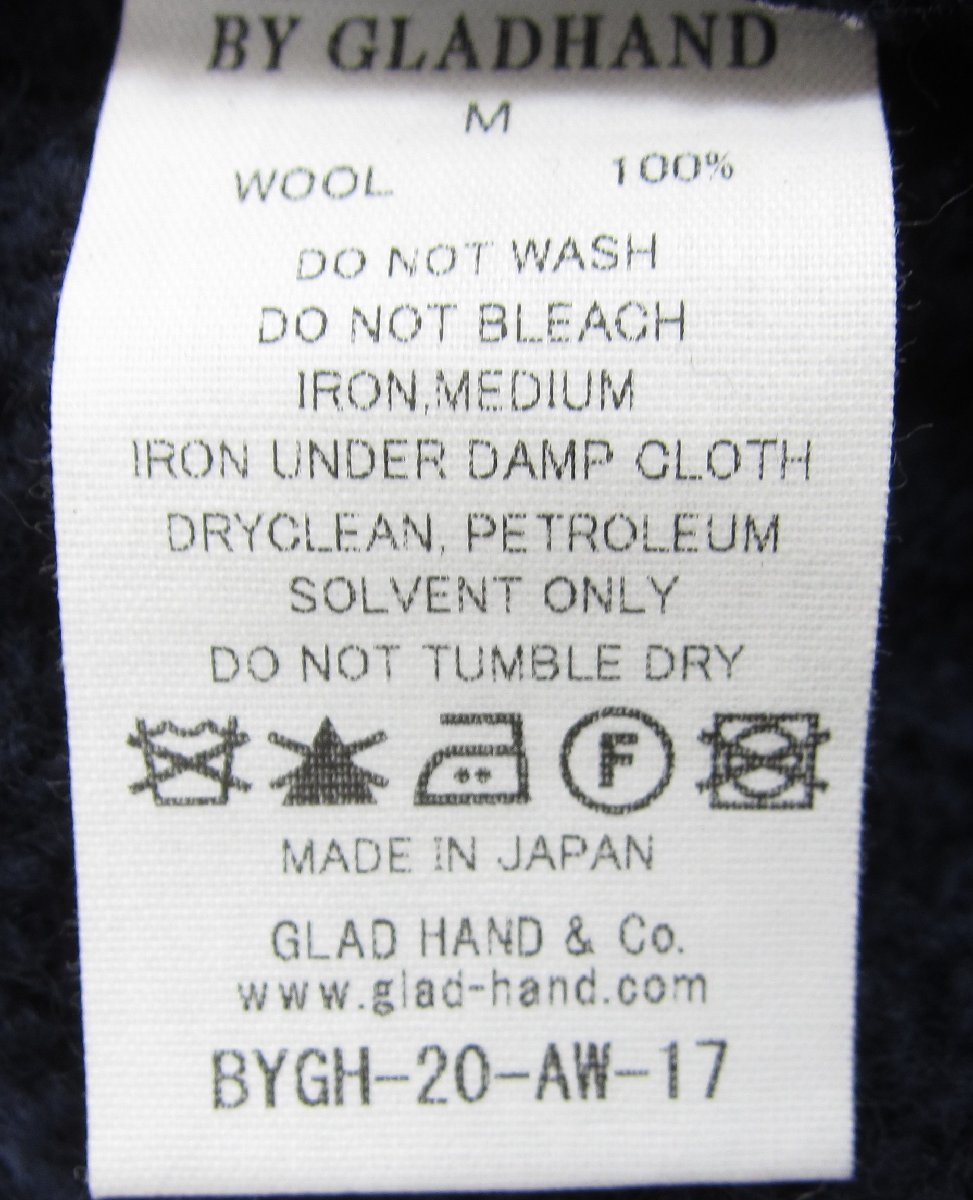 BY GLADHAND
M
WOOL 100%
DO NOT WASH
DO NOT BLEACH
IRON,MEDIUM
IRON UNDER DAMP CLOTH
DRYCLEAN, PETROLEUM
SOLVENT ONLY
DO NOT TUMBLE DRY
F
MADE IN JAPAN
GLAD HAND & Co.
www.glad-hand.com
BYGH-20-AW-17